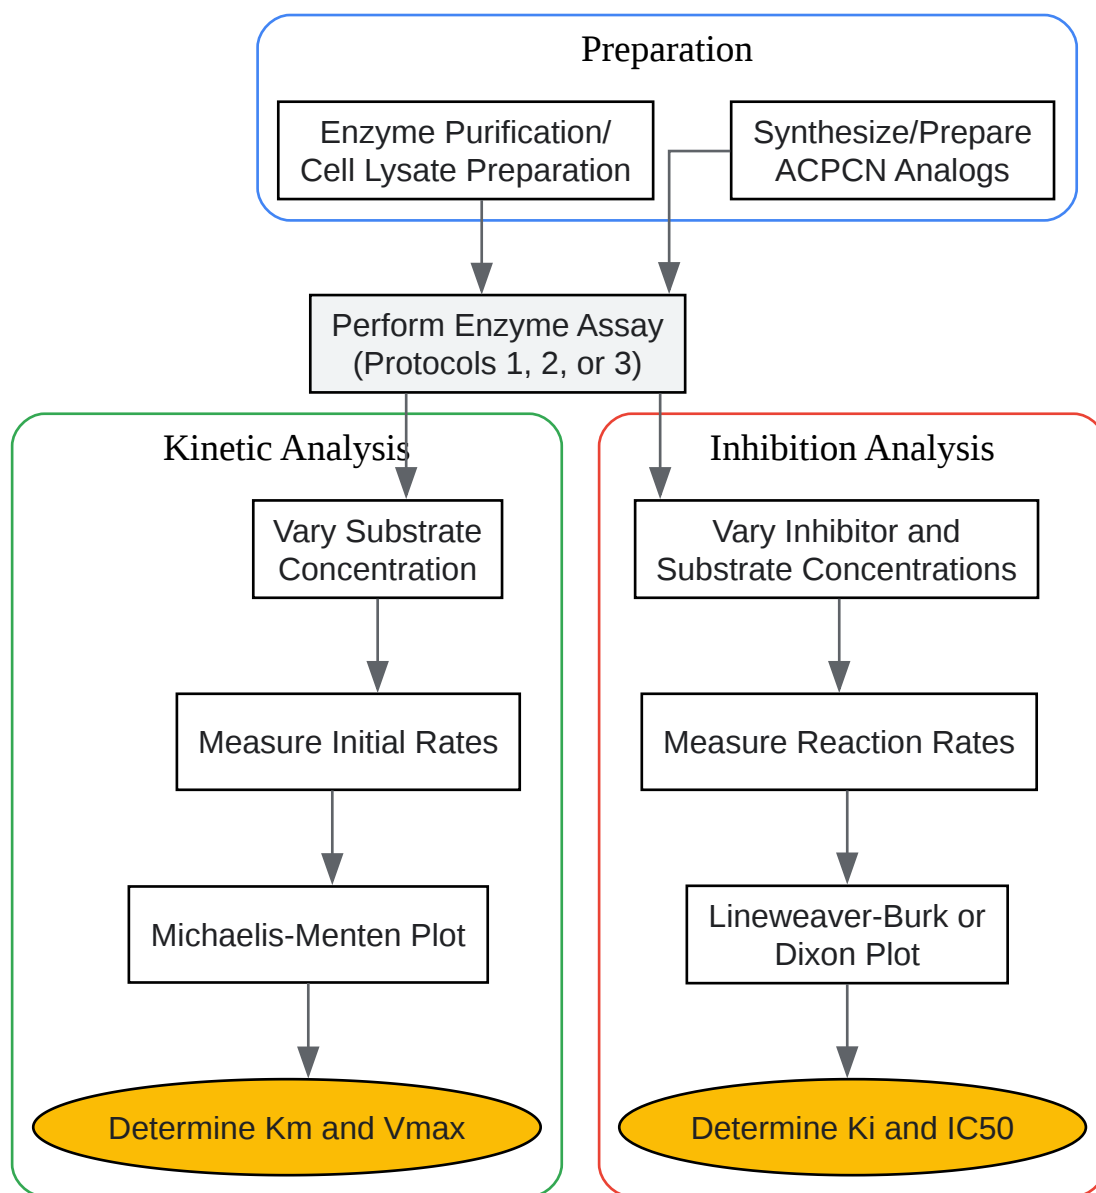 Preparation
Enzyme Purification/
Cell Lysate Preparation
Synthesize/Prepare
ACPCN Analogs
Perform Enzyme Assay
(Protocols 1, 2, or 3)
Kinetic Analysis
Vary Substrate
Concentration
Measure Initial Rates
Michaelis-Menten Plot
Determine Km and Vmax
Inhibition Analysis
Vary Inhibitor and
Substrate Concentrations
Measure Reaction Rates
Lineweaver-Burk or
Dixon Plot
Determine Ki and IC50